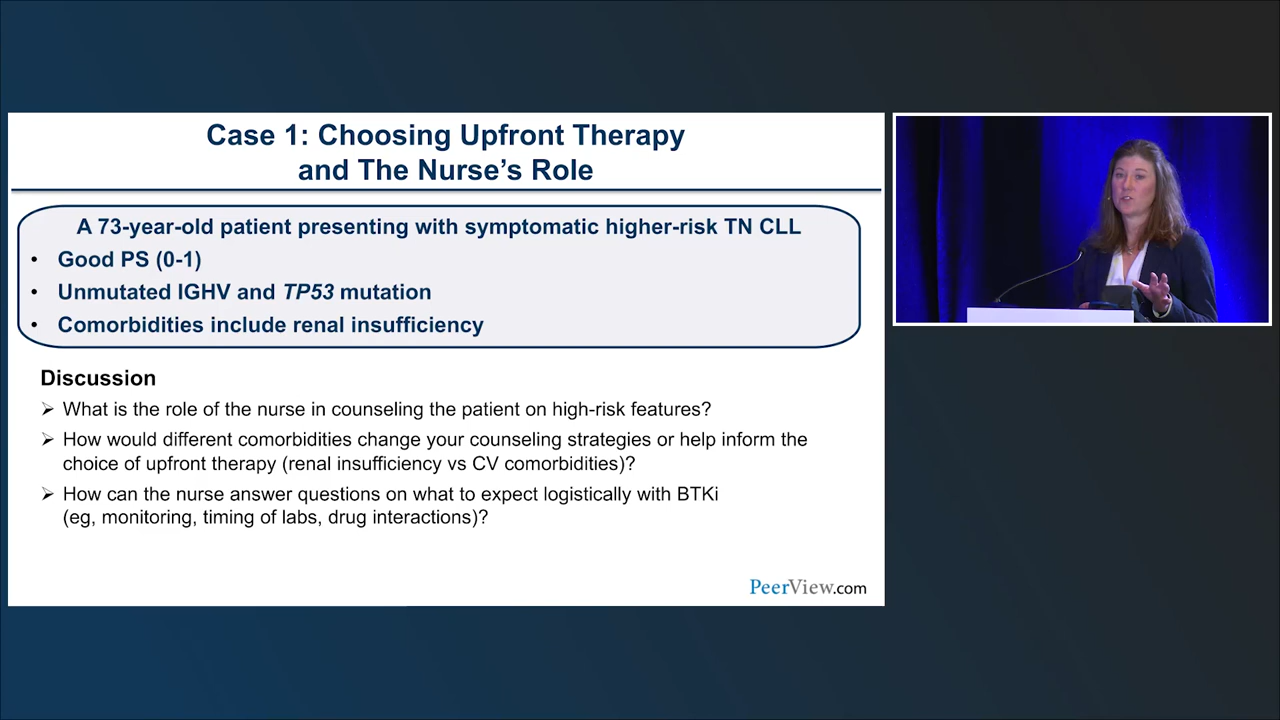 Case 1: Choosing Upfront Therapy
and The Nurse's Role
A 73-year-old patient presenting with symptomatic higher-risk TN CLL
• Good PS (0-1)
• Unmutated IGHV and TP53 mutation
• Comorbidities include renal insufficiency
Discussion
➢ What is the role of the nurse in counseling the patient on high-risk features?
➢ How would different comorbidities change your counseling strategies or help inform the
choice of upfront therapy (renal insufficiency vs CV comorbidities)?
➢ How can the nurse answer questions on what to expect logistically with BTKi
(eg, monitoring, timing of labs, drug interactions)?
PeerView.com